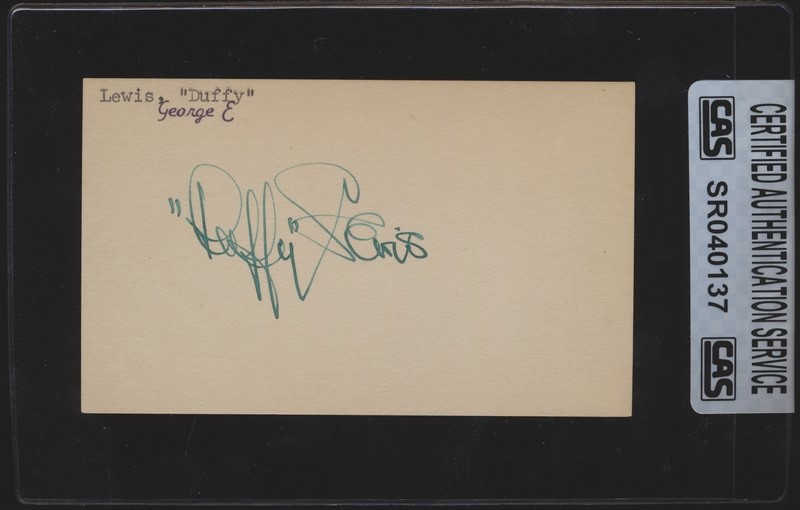 Lewis, "Duffy"
George E
"Duffy" Lewis
CAS
SR040137
CAS
CERTIFIED AUTHENTICATION SERVICE